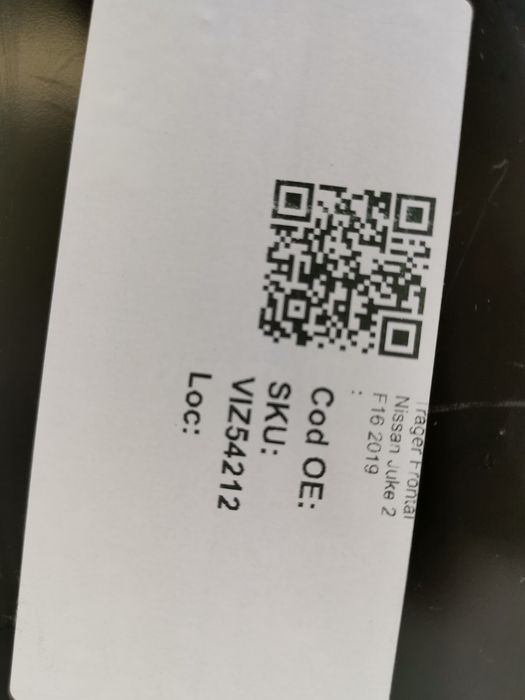 Trager Frontal
Nissan Juke 2
F16 2019
:
Cod OE:
SKU:
VIZ54212
Loc: